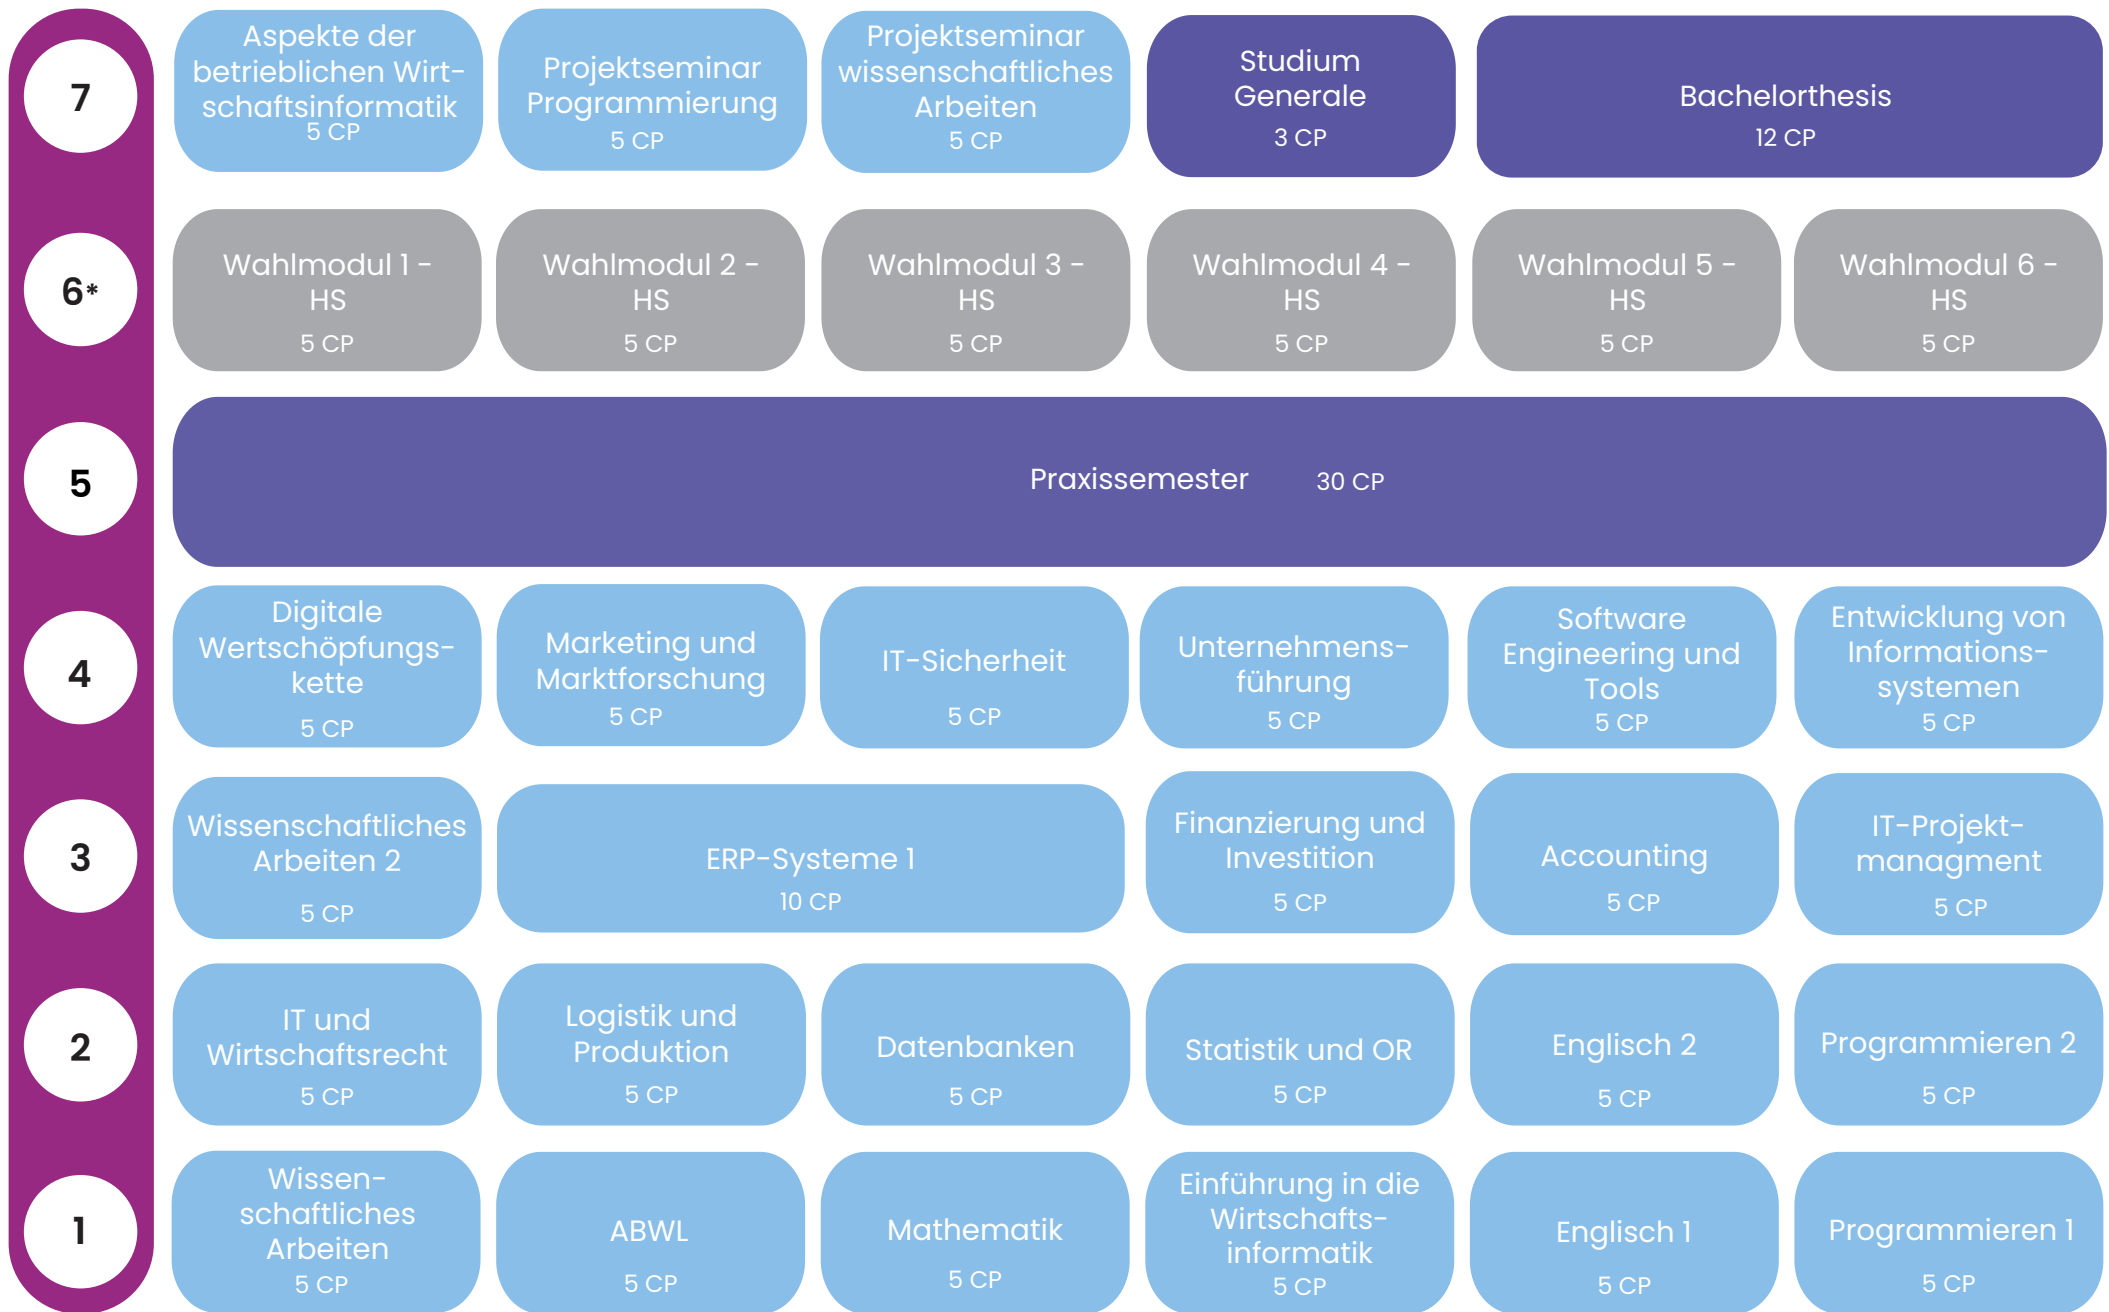 7
Aspekte der
betrieblichen Wirt-
schaftsinformatik
5 CP
Projektseminar
Programmierung
5 CP
Projektseminar
wissenschaftliches
Arbeiten
5 CP
Studium
Generale
3 CP
Bachelorthesis
12 CP
6*
Wahlmodul 1 -
HS
5 CP
Wahlmodul 2 -
HS
5 CP
Wahlmodul 3 -
HS
5 CP
Wahlmodul 4 -
HS
5 CP
Wahlmodul 5 -
HS
5 CP
Wahlmodul 6 -
HS
5 CP
5
Praxissemester 30 CP
4
Digitale
Wertschöpfungs-
kette
5 CP
Marketing und
Marktforschung
5 CP
IT-Sicherheit
5 CP
Unternehmens-
führung
5 CP
Software
Engineering und
Tools
5 CP
Entwicklung von
Informations-
systemen
5 CP
3
Wissenschaftliches
Arbeiten 2
5 CP
ERP-Systeme 1
10 CP
Finanzierung und
Investition
5 CP
Accounting
5 CP
IT-Projekt-
managment
5 CP
2
IT und
Wirtschaftsrecht
5 CP
Logistik und
Produktion
5 CP
Datenbanken
5 CP
Statistik und OR
5 CP
Englisch 2
5 CP
Programmieren 2
5 CP
1
Wissen-
schaftliches
Arbeiten
5 CP
ABWL
5 CP
Mathematik
5 CP
Einführung in die
Wirtschafts-
informatik
5 CP
Englisch 1
5 CP
Programmieren 1
5 CP